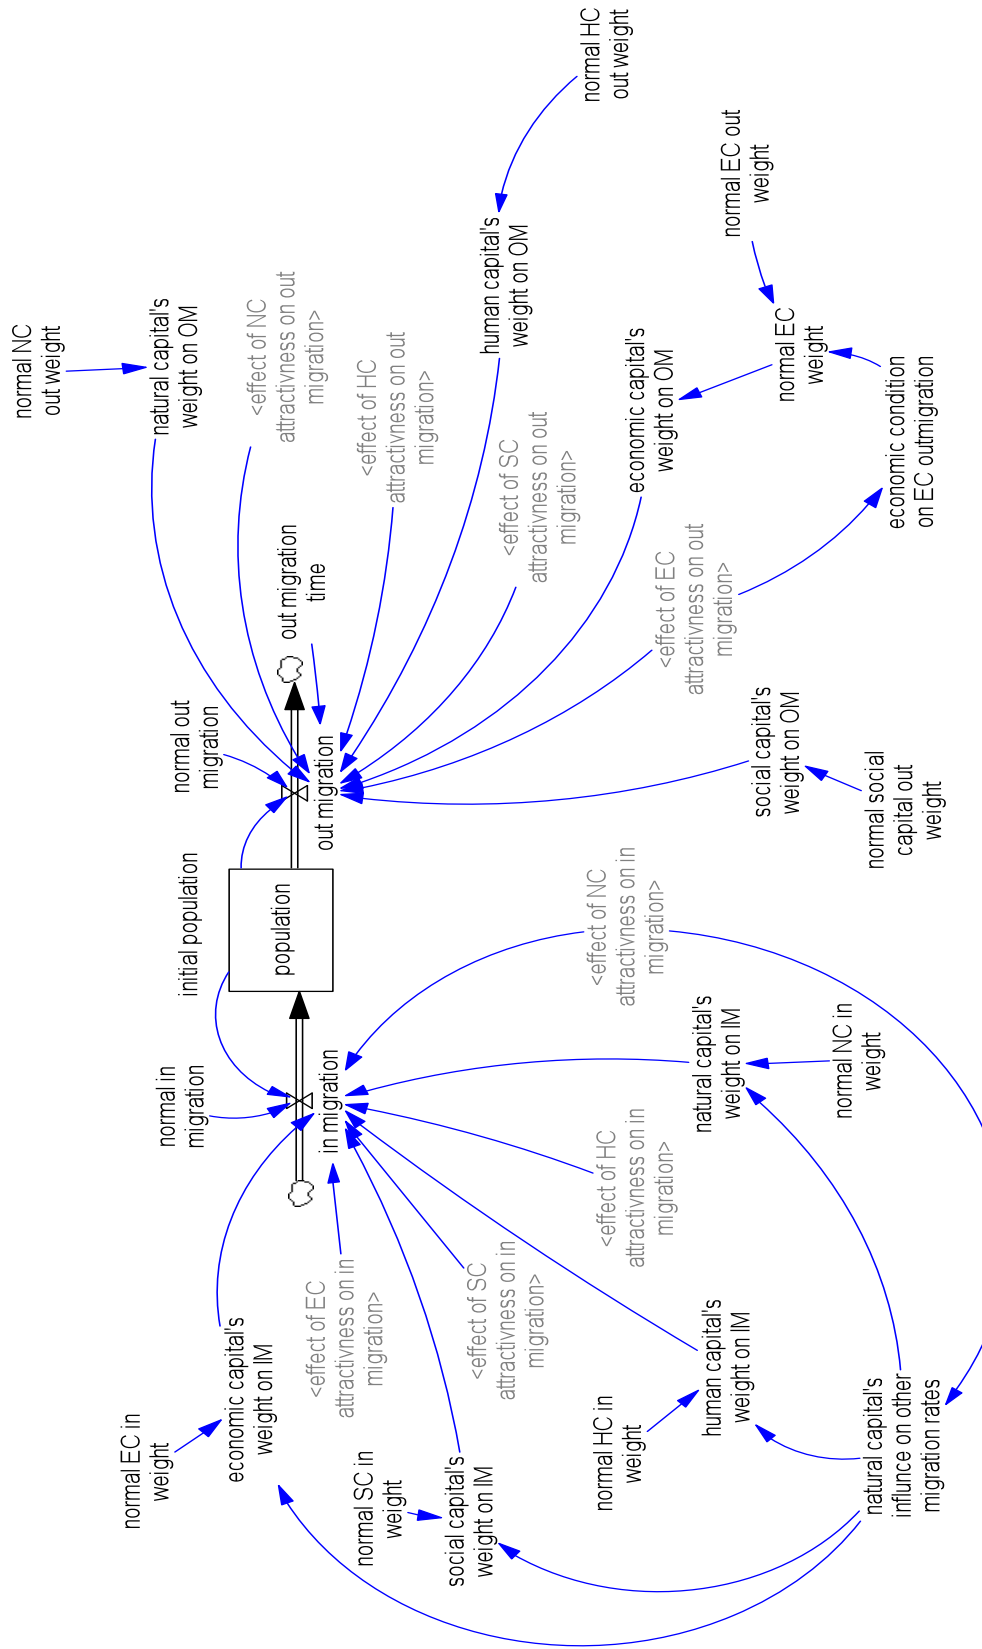 normal EC in
weight
economic capital's
weight on IM
normal in
migration
initial population
population
in migration
normal out
migration
out migration
out migration
time
normal NC
out weight
natural capital's
weight on OM
<effect of NC
attractivness on out
migration>
<effect of HC
attractivness on out
migration>
human capital's
weight on OM
normal HC
out weight
<effect of SC
attractivness on out
migration>
economic capital's
weight on OM
<effect of EC
attractivness on out
migration>
normal EC out
weight
normal EC
weight
economic condition
on EC outmigration
social capital's
weight on OM
normal social
capital out
weight
<effect of EC
attractivness on in
migration>
normal SC in
weight
social capital's
weight on IM
<effect of SC
attractivness on in
migration>
<effect of NC
attractivness on in
migration>
<effect of HC
attractivness on in
migration>
normal HC in
weight
human capital's
weight on IM
natural capital's
weight on IM
normal NC in
weight
natural capital's
influnce on other
migration rates